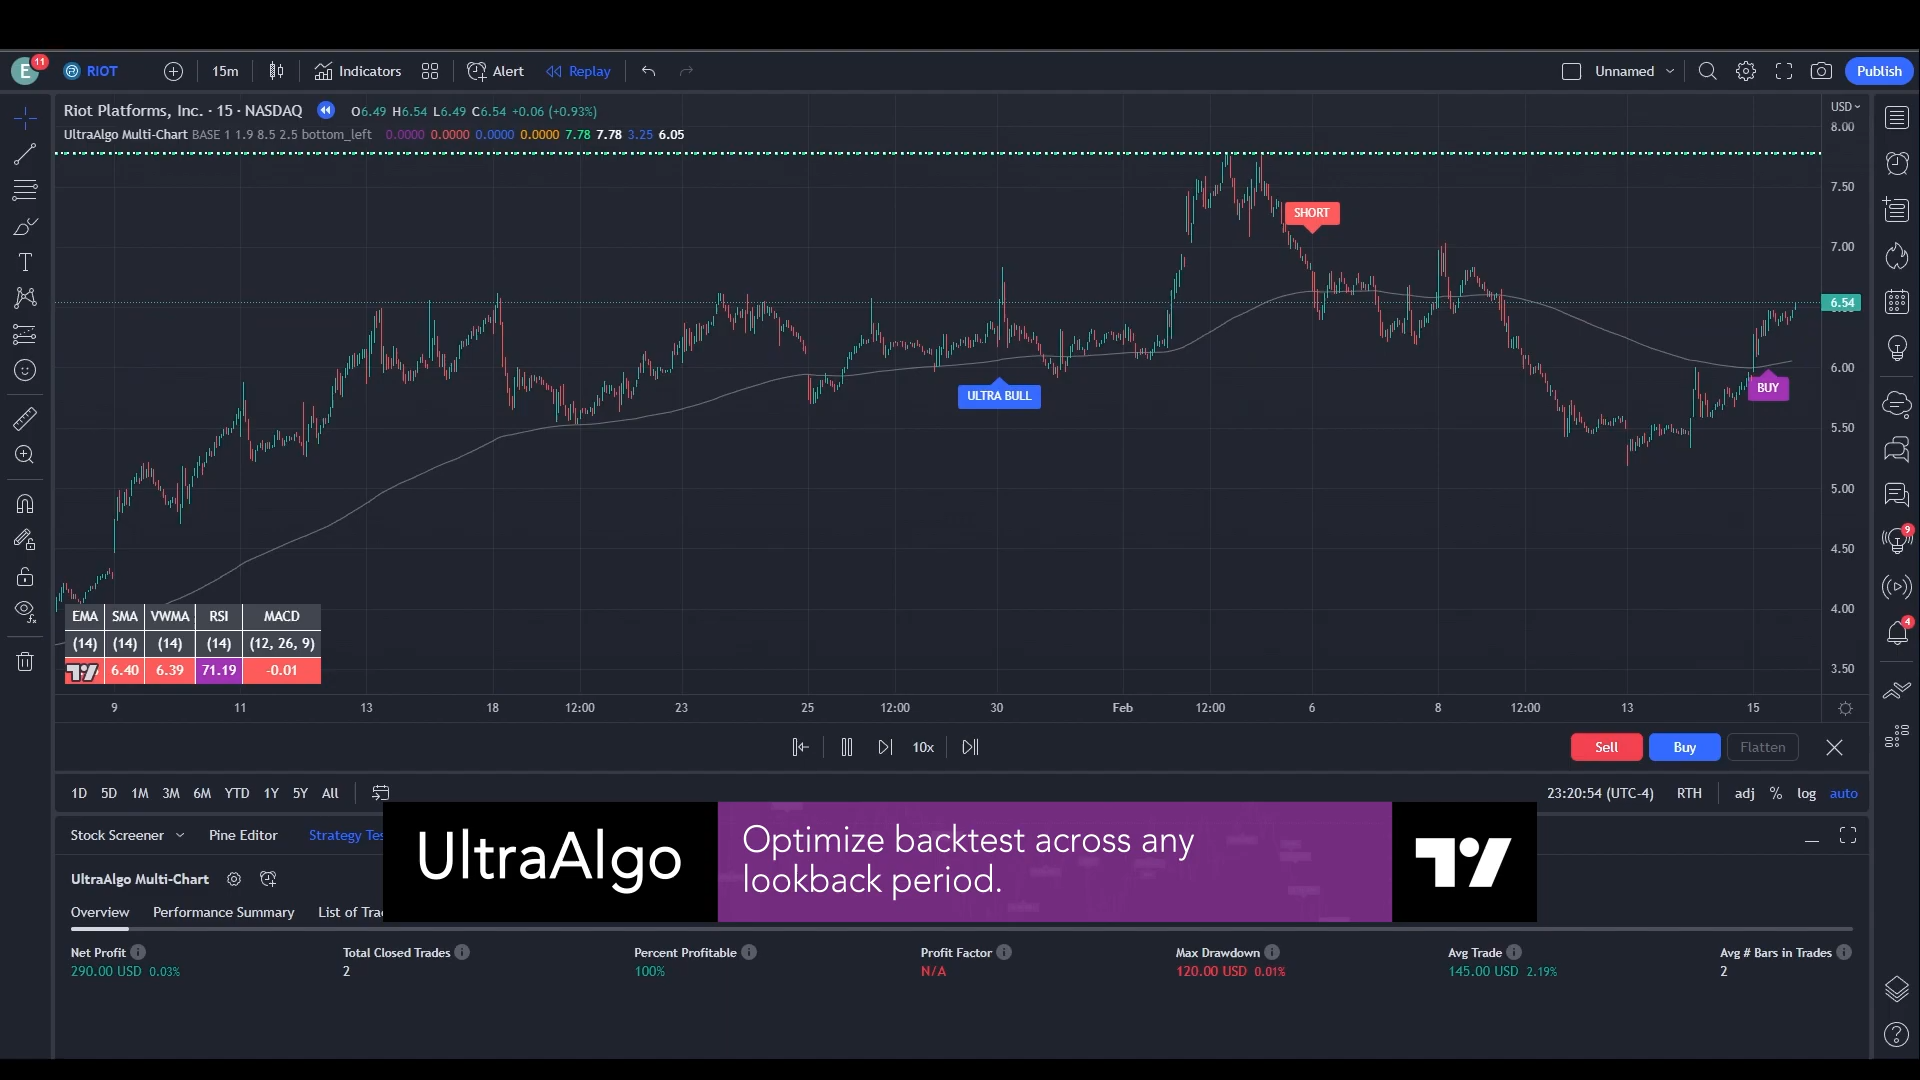 E 11 RIOT 15m Indicators Alert Replay Unnamed Publish
Riot Platforms, Inc. · 15 · NASDAQ O6.49 H6.54 L6.49 C6.54 +0.06 (+0.93%)
UltraAlgo Multi-Chart BASE 1 1.9 8.5 2.5 bottom_left 0.0000 0.0000 0.0000 0.0000 7.78 7.78 3.25 6.05
USD
8.00
7.50
SHORT
7.00
6.54
6.00
ULTRA BULL
BUY
5.50
5.00
4.50
9
4.00
4
3.50
EMA SMA VWMA RSI MACD
(14) (14) (14) (14) (12, 26, 9)
6.40 6.39 71.19 -0.01
9 11 13 18 12:00 23 25 12:00 30 Feb 12:00 6 8 12:00 13 15
10x Sell Buy Flatten
1D 5D 1M 3M 6M YTD 1Y 5Y All 23:20:54 (UTC-4) RTH adj % log auto
Stock Screener Pine Editor Strategy Tes
UltraAlgo
Optimize backtest across any
lookback period.
UltraAlgo Multi-Chart
Overview Performance Summary List of Tra
Net Profit Total Closed Trades Percent Profitable Profit Factor Max Drawdown Avg Trade Avg # Bars in Trades
290.00 USD 0.03% 2 100% N/A 120.00 USD 0.01% 145.00 USD 2.19% 2